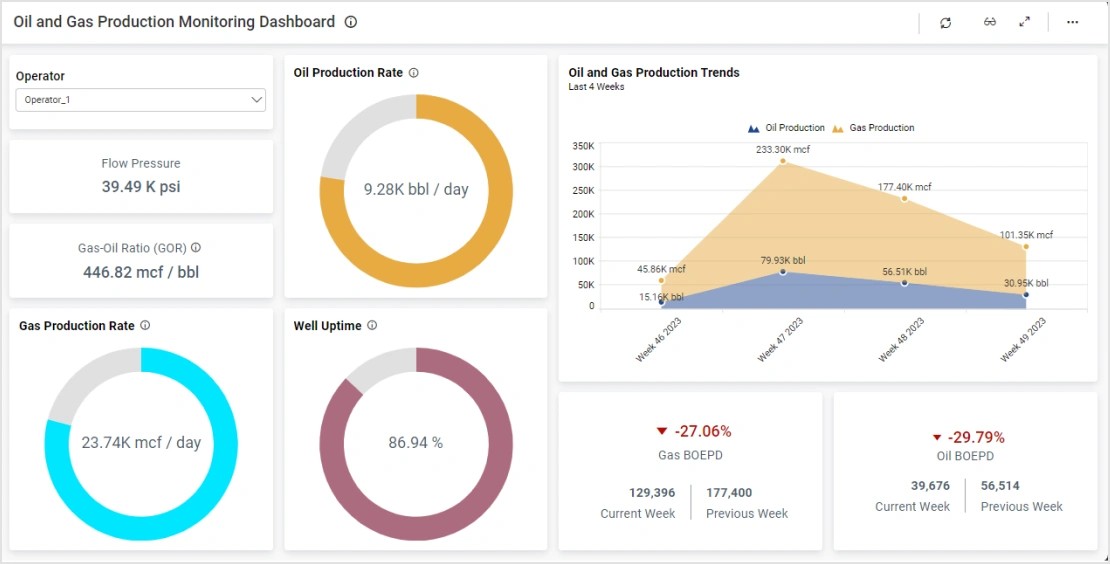 Oil and Gas Production Monitoring Dashboard
Operator
Operator_1
Flow Pressure
39.49 K psi
Gas-Oil Ratio (GOR)
446.82 mcf / bbl
Oil Production Rate
9.28K bbl / day
Gas Production Rate
23.74K mcf / day
Well Uptime
86.94 %
Oil and Gas Production Trends
Last 4 Weeks
Oil Production Gas Production
350K
300K
250K
200K
150K
100K
50K
0
233.30K mcf
177.40K mcf
101.35K mcf
45.86K mcf
79.93K bbl
56.51K bbl
30.95K bbl
15.16K bbl
Week 46 2023
Week 47 2023
Week 48 2023
Week 49 2023
-27.06%
Gas BOEPD
129,396 177,400
Current Week Previous Week
-29.79%
Oil BOEPD
39,676 56,514
Current Week Previous Week